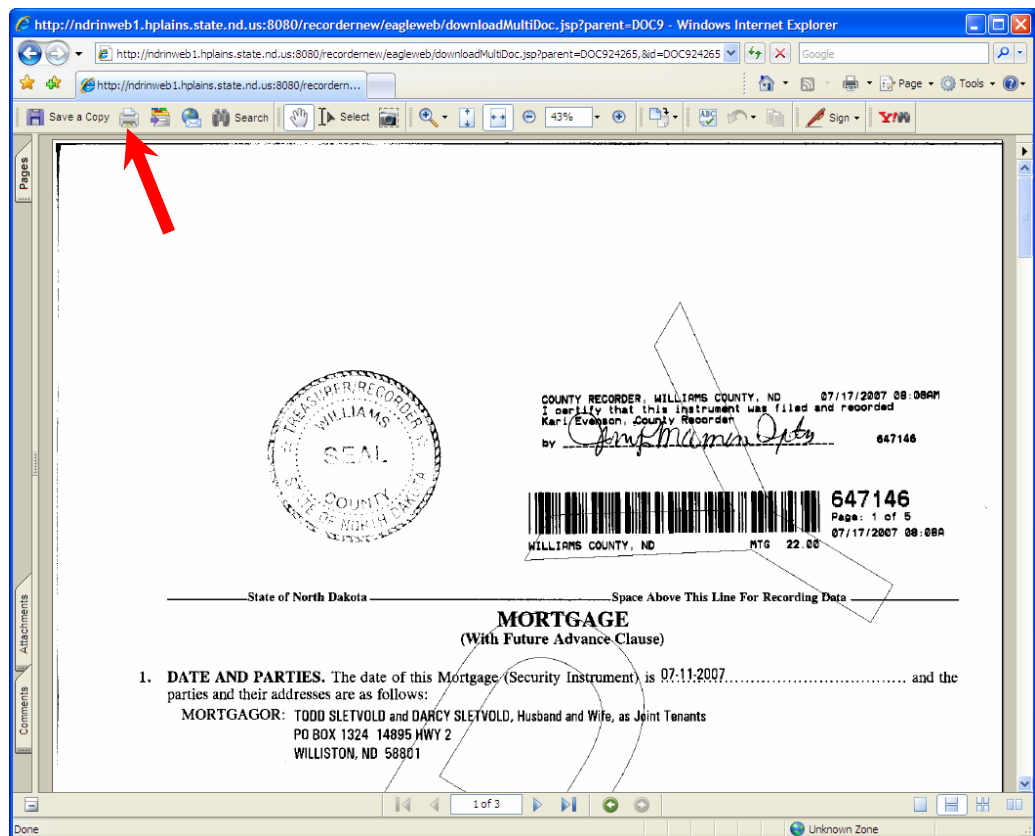 http://ndrinweb1.hplains.state.nd.us:8080/recordernew/eagleweb/downloadMultiDoc.jsp?parent=DOC9 - Windows Internet Explorer
http://ndrinweb1.hplains.state.nd.us:8080/recordernew/eagleweb/downloadMultiDoc.jsp?parent=DOC924265,&id=DOC924265
Google
http://ndrinweb1.hplains.state.nd.us:8080/recordern...
Page
Tools
Save a Copy
Search
Select
43%
ABC
Sign
Y!
Pages
TREASURER/RECORDER
WILLIAMS
SEAL
COUNTY
STATE OF NORTH DAKOTA
COUNTY RECORDER, WILLIAMS COUNTY, ND 07/17/2007 08:08AM
I certify that this instrument was filed and recorded
Kari Evenson, County Recorder
by
647146
647146
Page: 1 of 5
07/17/2007 08:08A
WILLIAMS COUNTY, ND MTG 22.00
State of North Dakota
Space Above This Line For Recording Data
MORTGAGE
(With Future Advance Clause)
1. DATE AND PARTIES. The date of this Mortgage (Security Instrument) is 07-11-2007 and the
parties and their addresses are as follows:
MORTGAGOR: TODD SLETVOLD and DARCY SLETVOLD, Husband and Wife, as Joint Tenants
PO BOX 1324 14895 HWY 2
WILLISTON, ND 58801
Attachments
Comments
1 of 3
Done
Unknown Zone